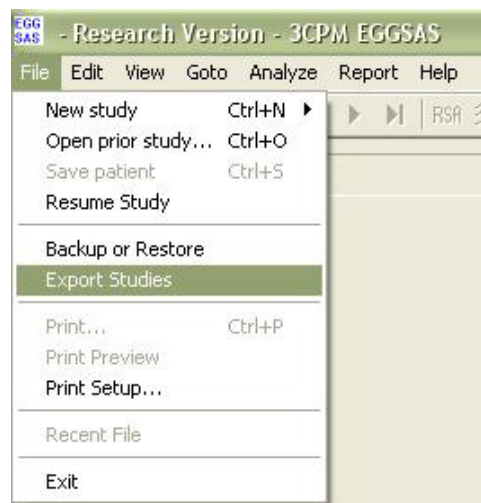 EGG
SAS - Research Version - 3CPM EGGSAS
File Edit View Goto Analyze Report Help
New study Ctrl+N
RSA
Open prior study... Ctrl+O
Save patient Ctrl+S
Resume Study
Backup or Restore
Export Studies
Print... Ctrl+P
Print Preview
Print Setup...
Recent File
Exit